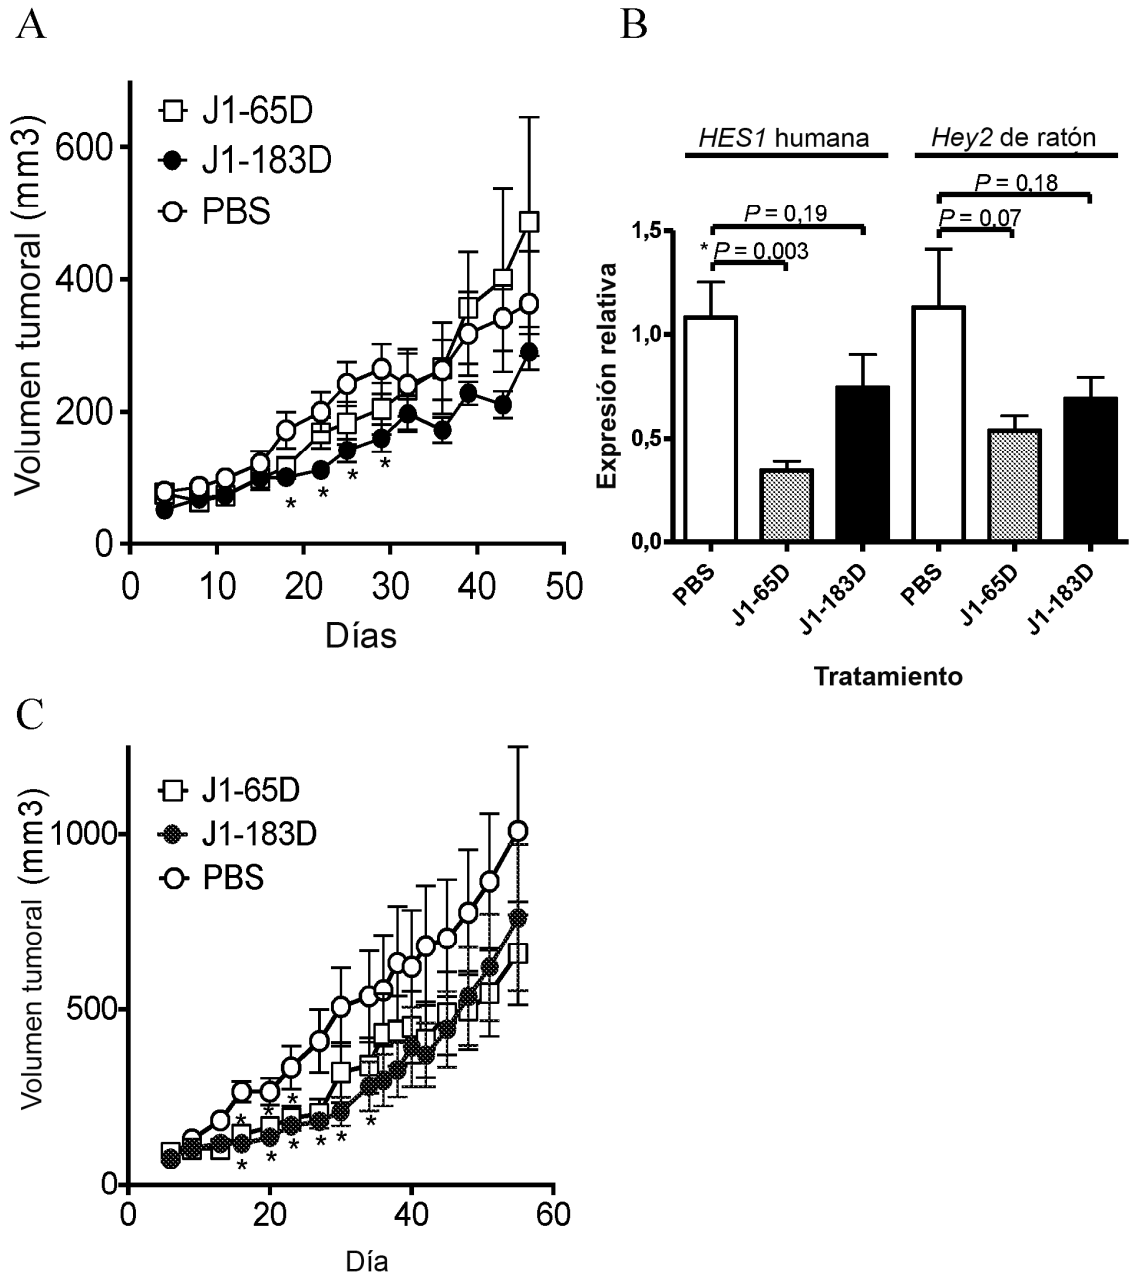 A
Volumen tumoral (mm3)
J1-65D
J1-183D
PBS
600
400
200
0
0 10 20 30 40 50
* * * *
Días
B
HES1 humana
Hey2 de ratón
P = 0,18
P = 0,19
P = 0,07
* P = 0,003
Expresión relativa
1,5
1,0
0,5
0,0
PBS
J1-65D
J1-183D
PBS
J1-65D
J1-183D
Tratamiento
C
Volumen tumoral (mm3)
J1-65D
J1-183D
PBS
1000
500
0
* * *
* * * * * *
0 20 40 60
Día